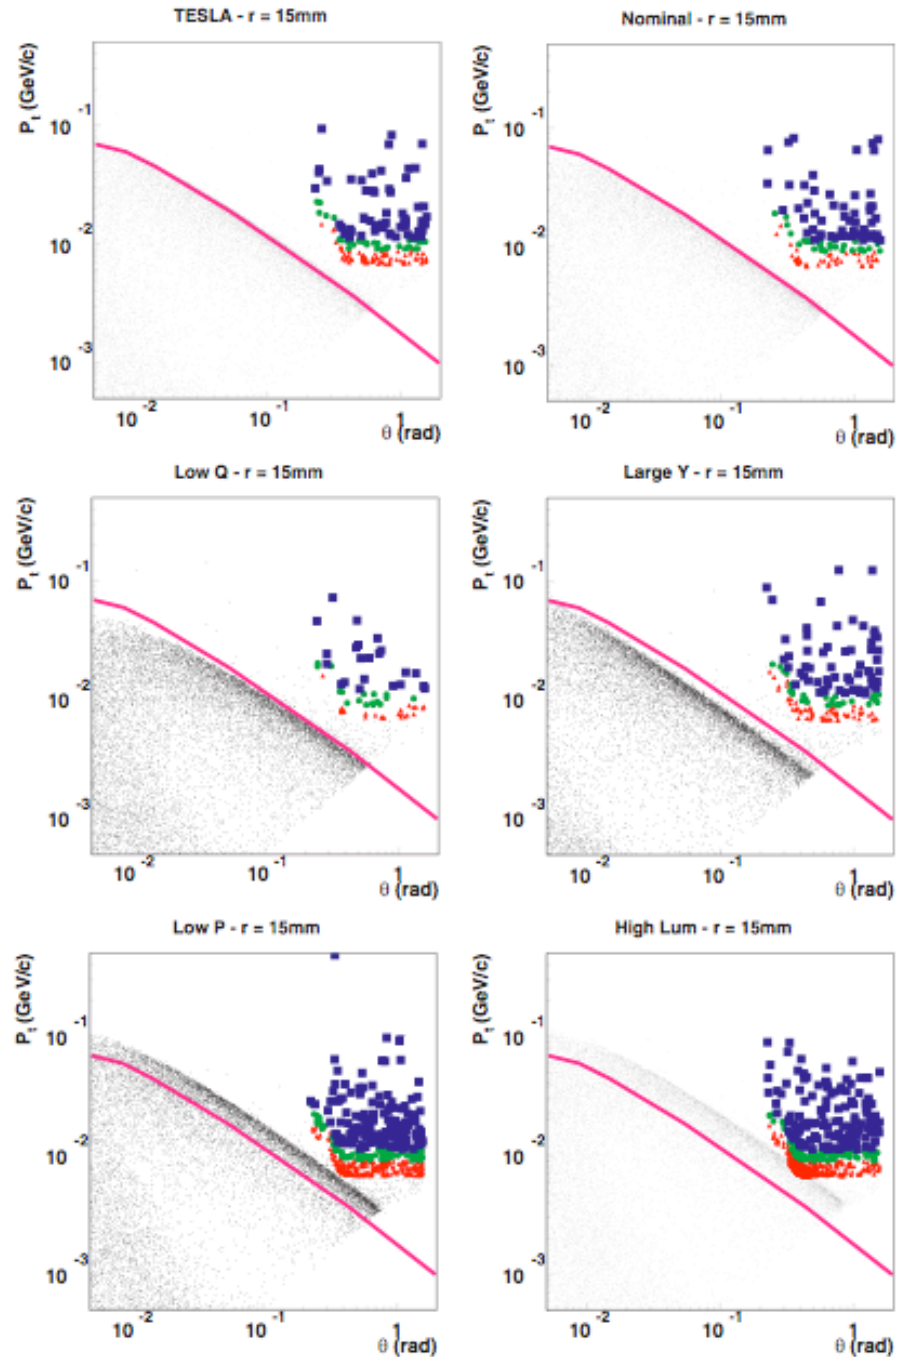 TESLA - r = 15mm
Nominal - r = 15mm
P_t (GeV/c)
10^-1
10^-2
10^-3
10^-2
10^-1
1
θ (rad)
P_t (GeV/c)
10^-1
10^-2
10^-3
10^-2
10^-1
1
θ (rad)
Low Q - r = 15mm
Large Y - r = 15mm
P_t (GeV/c)
10^-1
10^-2
10^-3
10^-2
10^-1
1
θ (rad)
P_t (GeV/c)
10^-1
10^-2
10^-3
10^-2
10^-1
1
θ (rad)
Low P - r = 15mm
High Lum - r = 15mm
P_t (GeV/c)
10^-1
10^-2
10^-3
10^-2
10^-1
1
θ (rad)
P_t (GeV/c)
10^-1
10^-2
10^-3
10^-2
10^-1
1
θ (rad)